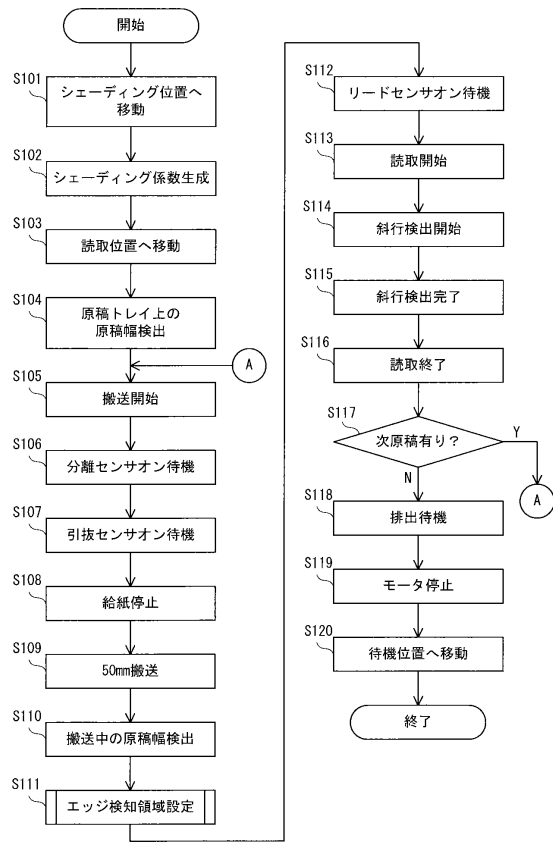 開始
S101
シェーディング位置へ
移動
S102
シェーディング係数生成
S103
読取位置へ移動
S104
原稿トレイ上の
原稿幅検出
A
S105
搬送開始
S106
分離センサオン待機
S107
引抜センサオン待機
S108
給紙停止
S109
50mm搬送
S110
搬送中の原稿幅検出
S111
エッジ検知領域設定
S112
リードセンサオン待機
S113
読取開始
S114
斜行検出開始
S115
斜行検出完了
S116
読取終了
S117
次原稿有り?
Y
A
N
S118
排出待機
S119
モータ停止
S120
待機位置へ移動
終了